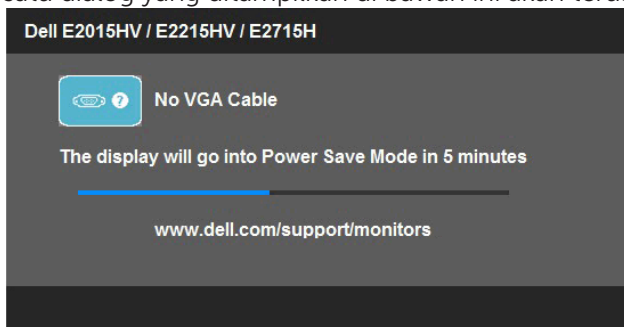 Dell E2015HV / E2215HV / E2715H
? No VGA Cable
The display will go into Power Save Mode in 5 minutes
www.dell.com/support/monitors